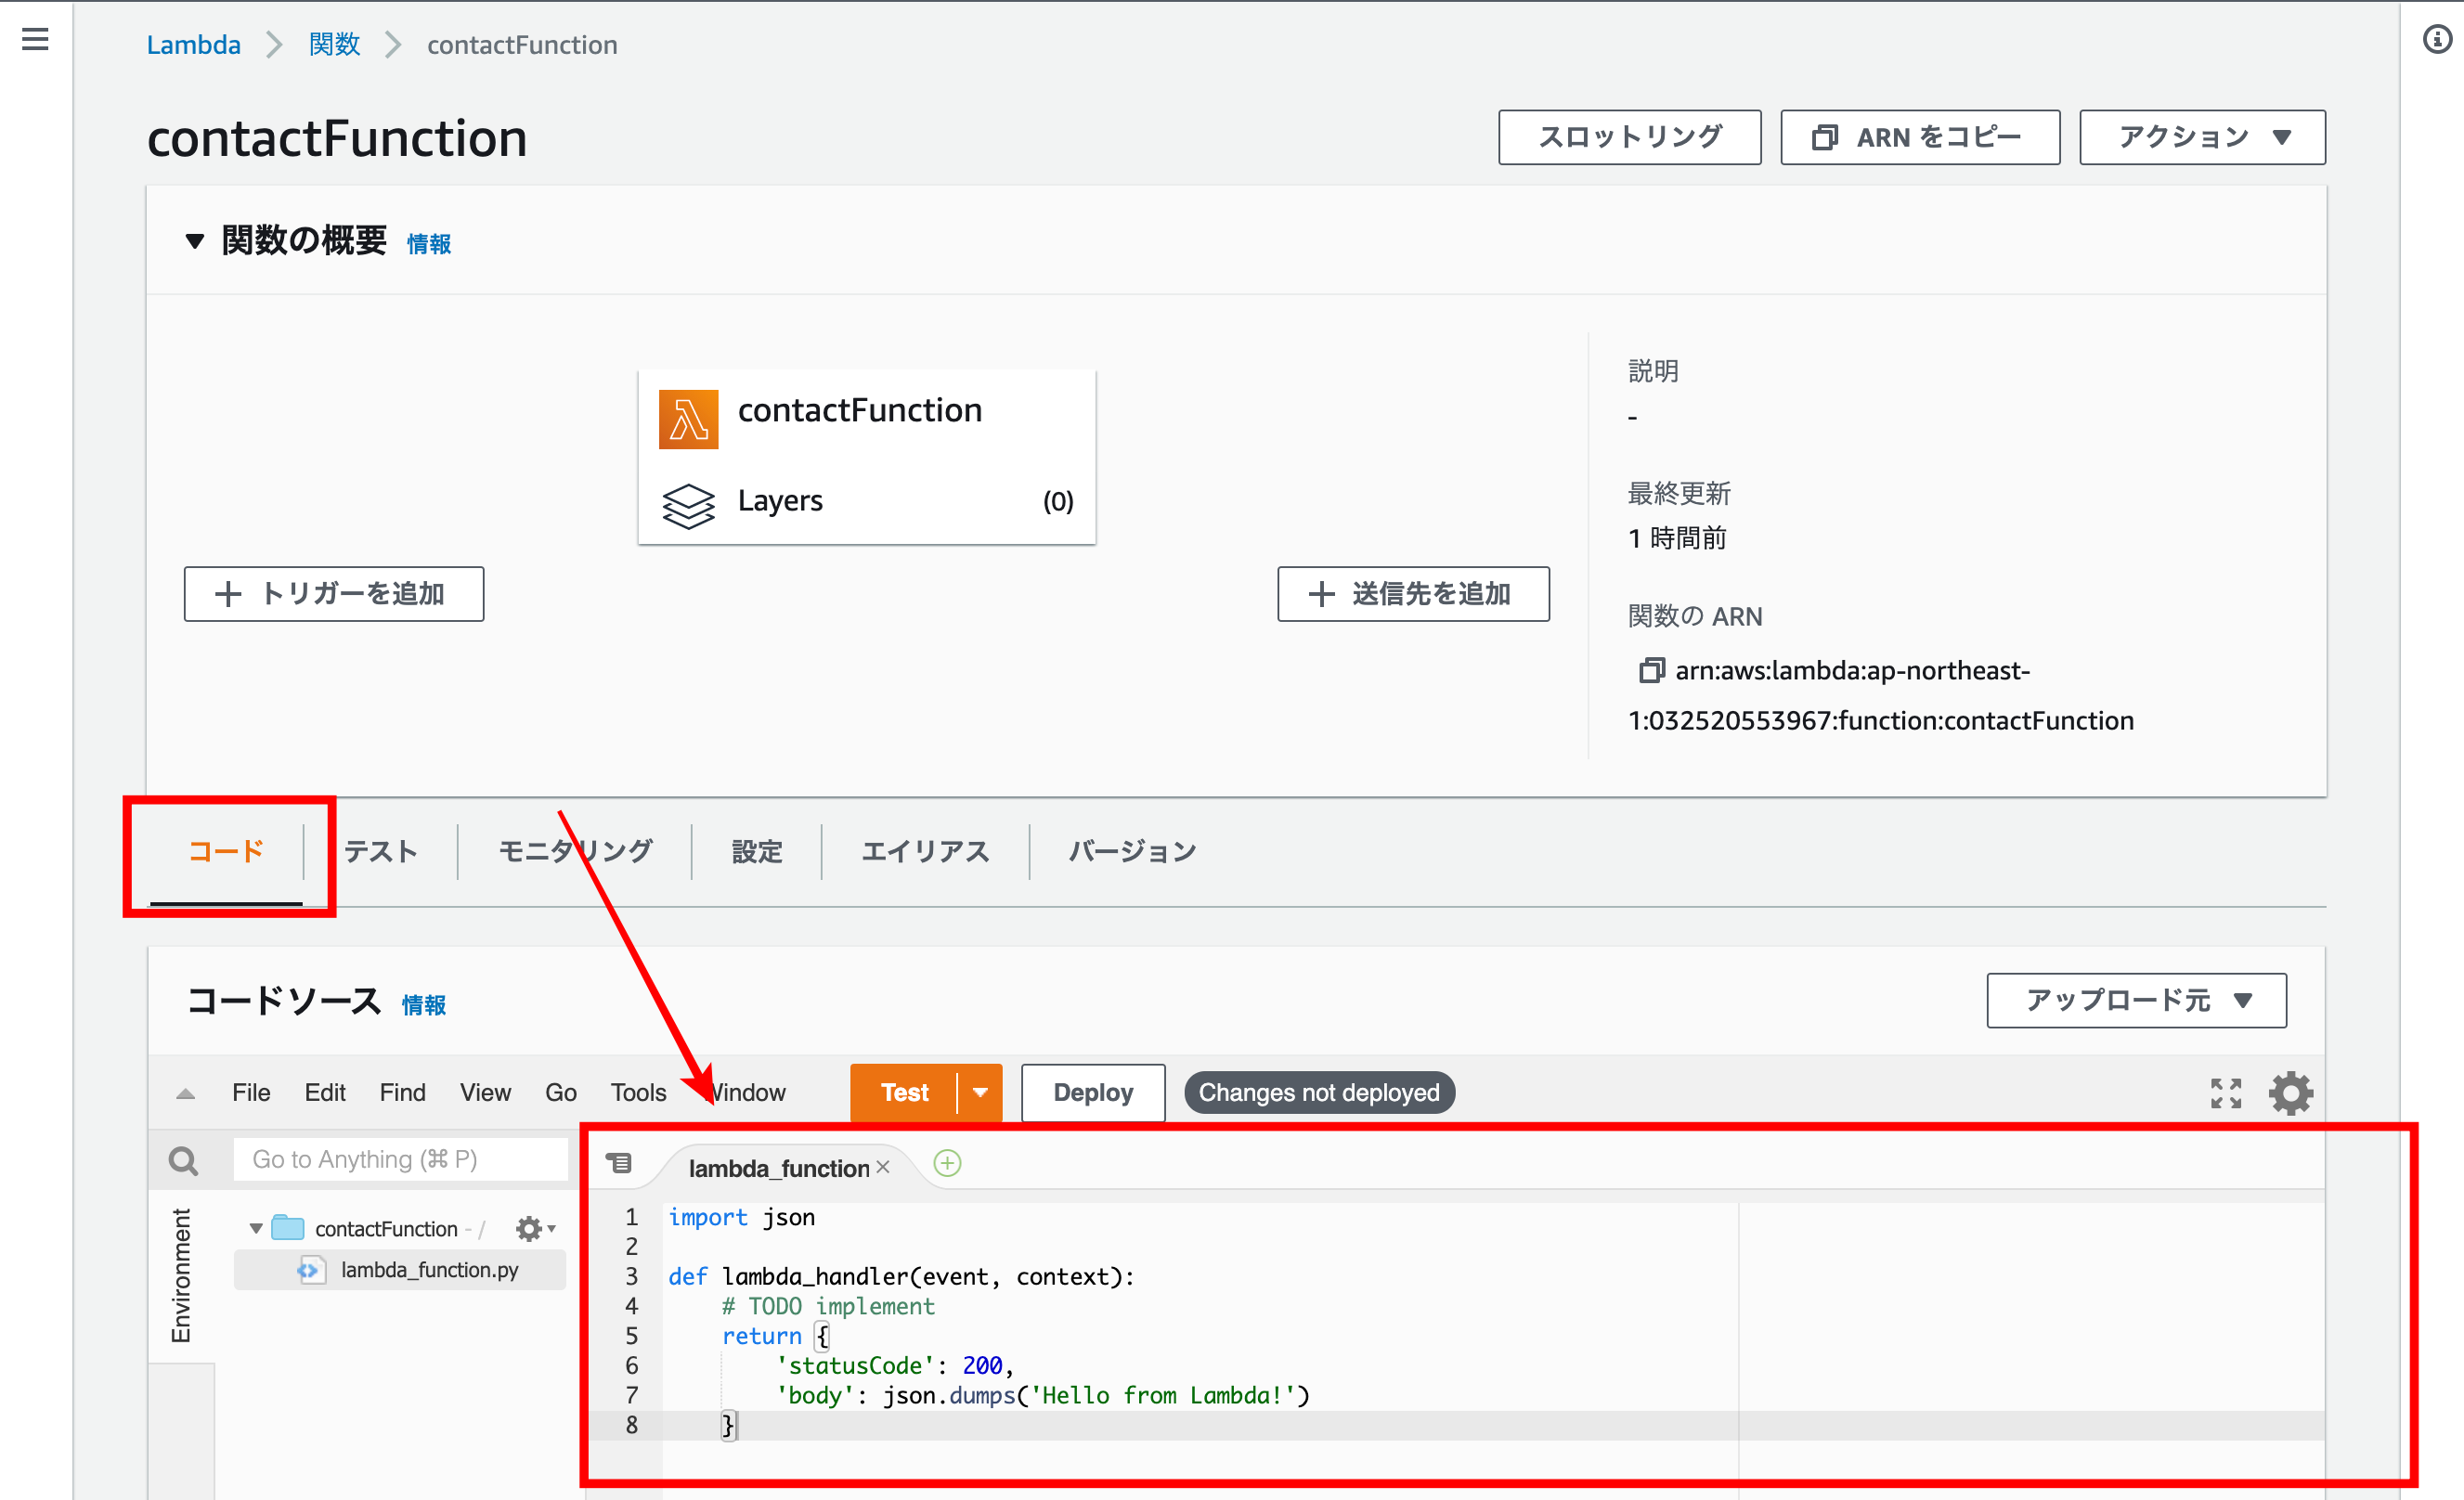 Lambda 関数 contactFunction
contactFunction
スロットリング
ARN をコピー
アクション
関数の概要 情報
contactFunction
Layers (0)
トリガーを追加
送信先を追加
説明
-
最終更新
1 時間前
関数の ARN
arn:aws:lambda:ap-northeast-
1:032520553967:function:contactFunction
コード テスト モニタリング 設定 エイリアス バージョン
コードソース 情報
アップロード元
File Edit Find View Go Tools Window Test Deploy Changes not deployed
Go to Anything (⌘ P)
Environment
contactFunction - /
lambda_function.py
lambda_function
1 import json
2
3 def lambda_handler(event, context):
4     # TODO implement
5     return {
6         'statusCode': 200,
7         'body': json.dumps('Hello from Lambda!')
8     }